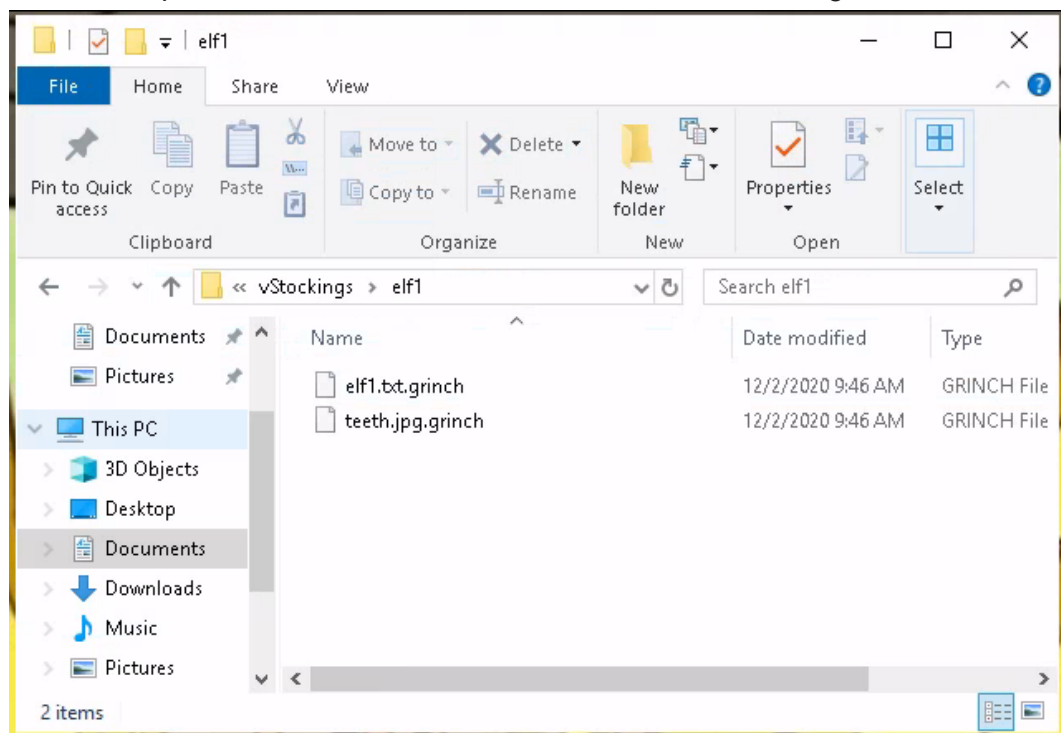 elf1
File Home Share View
Pin to Quick access
Copy
Paste
Clipboard
Move to
Copy to
Delete
Rename
Organize
New folder
New
Properties
Open
Select
« vStockings › elf1
Search elf1
Documents
Pictures
This PC
3D Objects
Desktop
Documents
Downloads
Music
Pictures
Name Date modified Type
elf1.txt.grinch 12/2/2020 9:46 AM GRINCH File
teeth.jpg.grinch 12/2/2020 9:46 AM GRINCH File
2 items